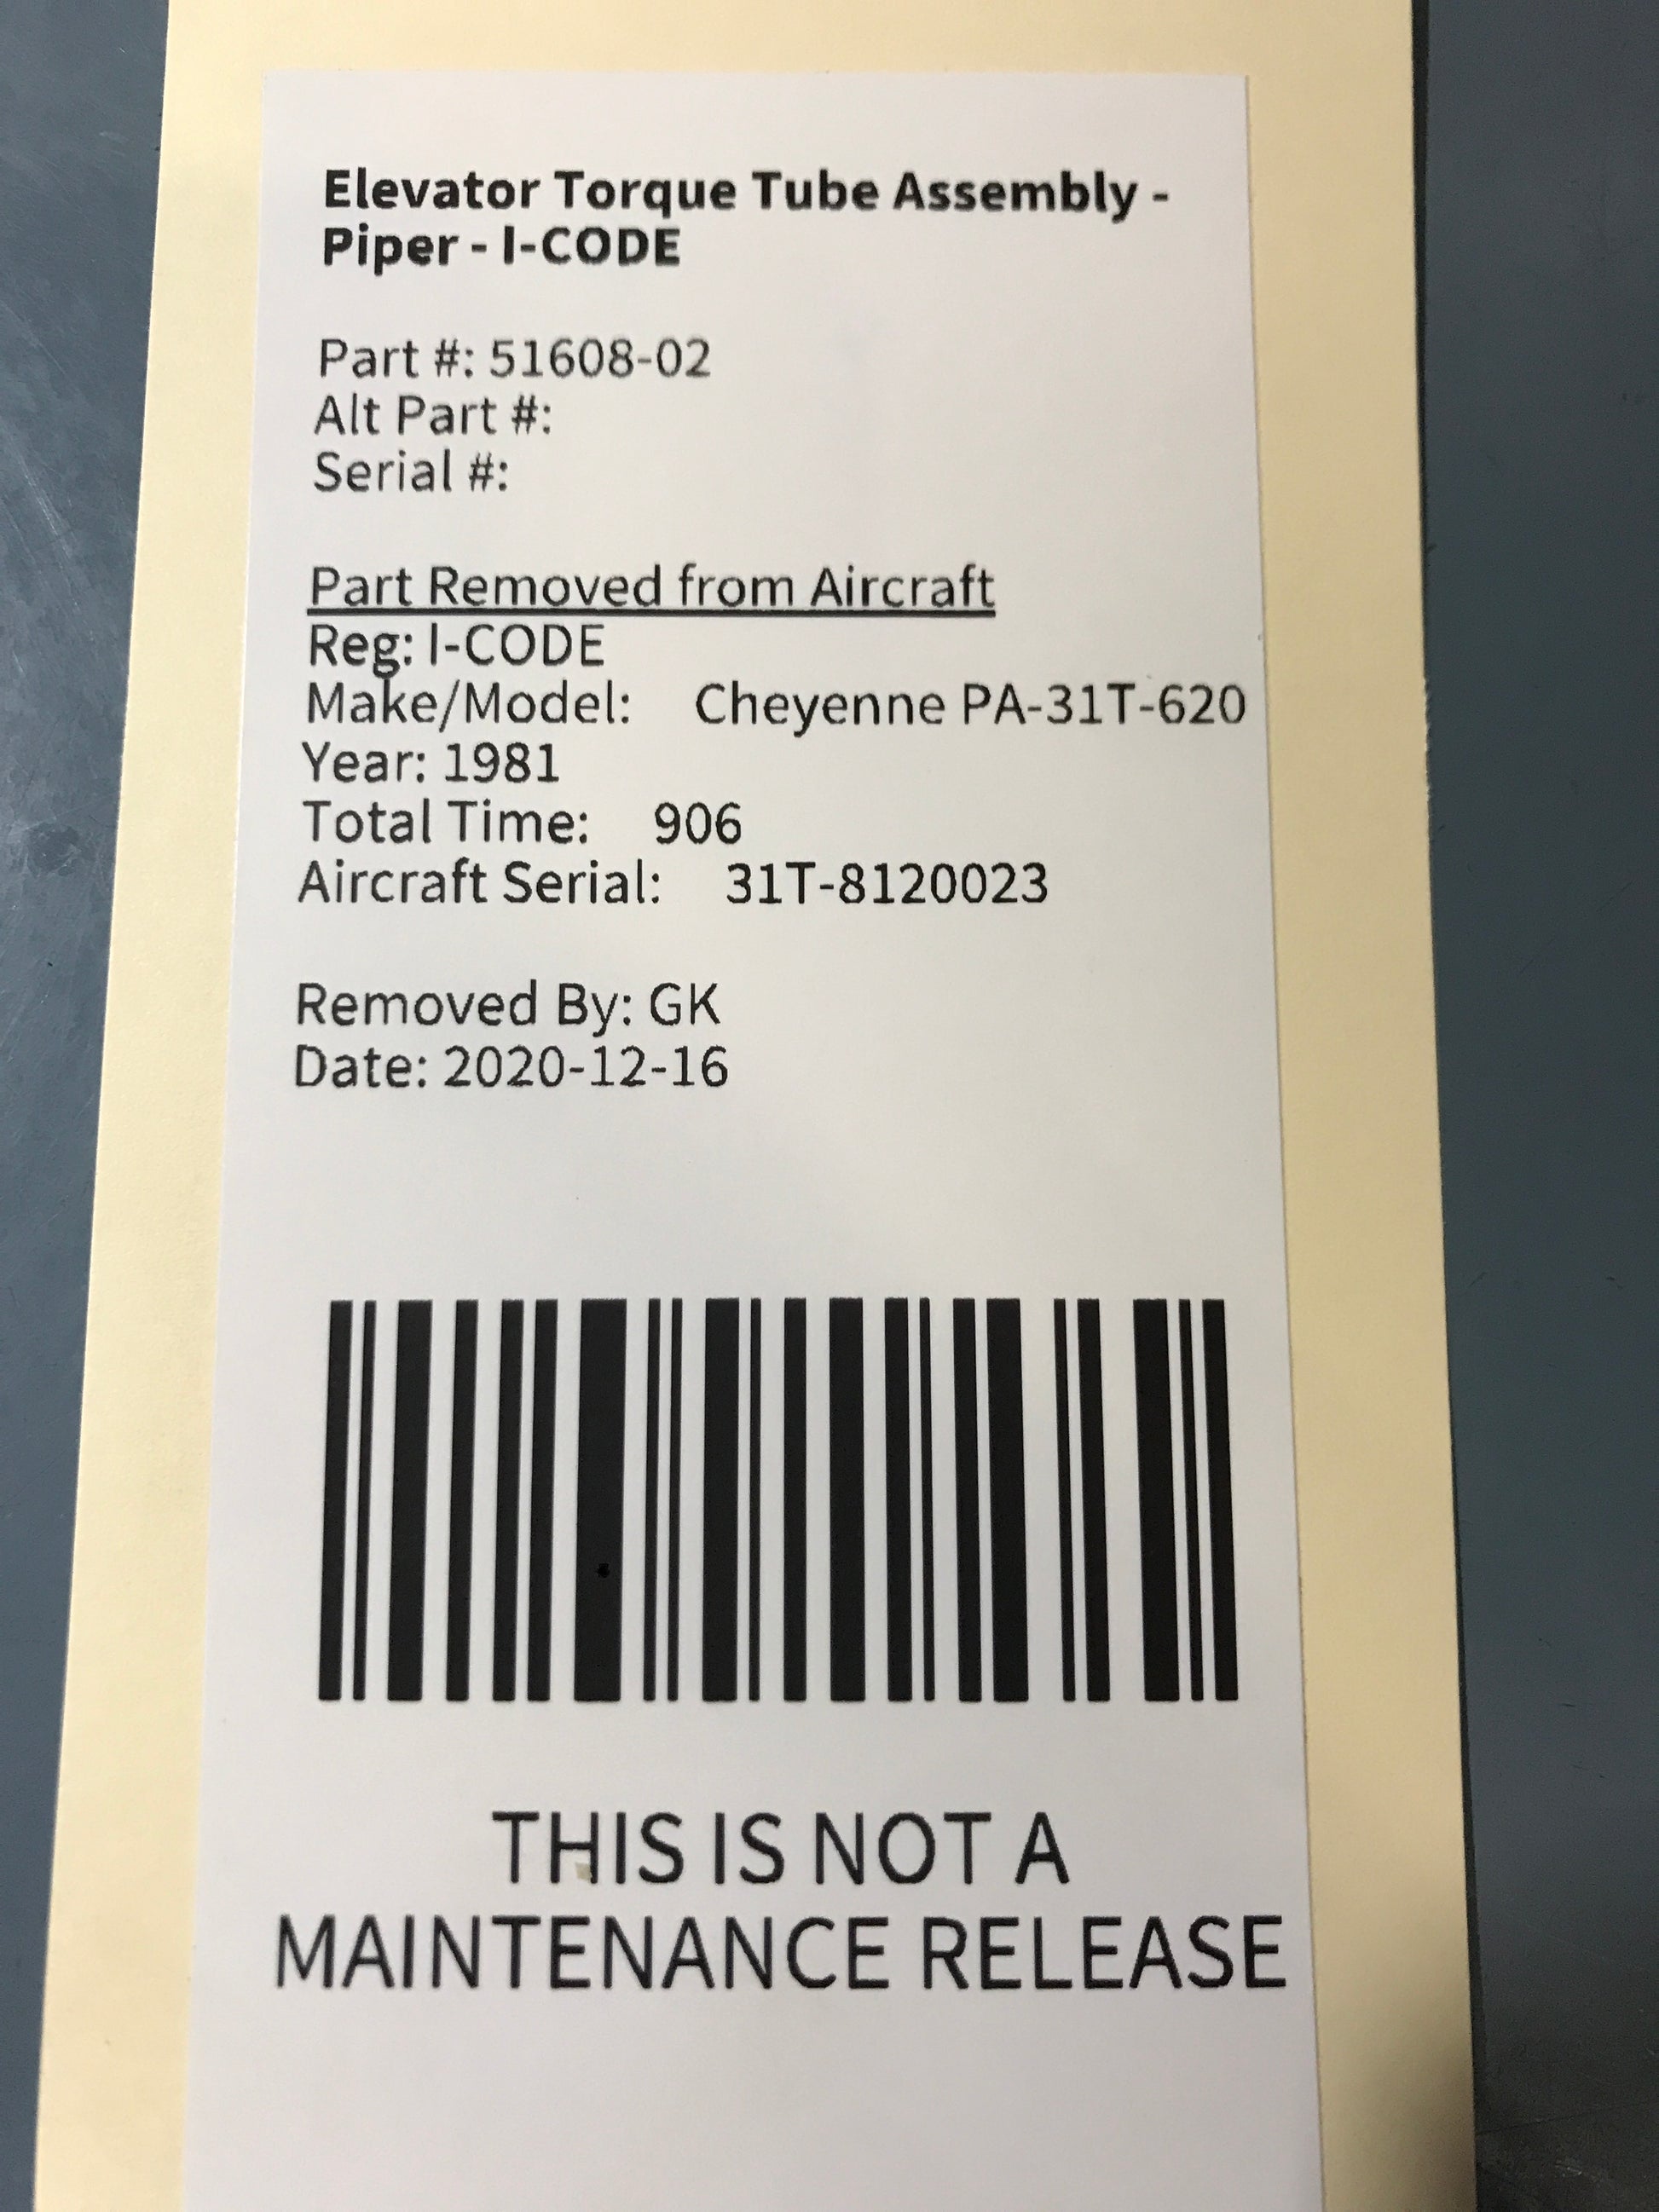 Elevator Torque Tube Assembly -
Piper - I-CODE
Part #: 51608-02
Alt Part #:
Serial #:
Part Removed from Aircraft
Reg: I-CODE
Make/Model: Cheyenne PA-31T-620
Year: 1981
Total Time: 906
Aircraft Serial: 31T-8120023
Removed By: GK
Date: 2020-12-16
THIS IS NOT A
MAINTENANCE RELEASE